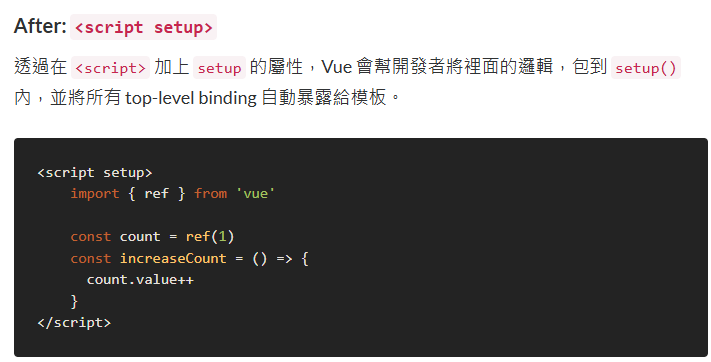 After: <script setup>
透過在 <script> 加上 setup 的屬性，Vue 會幫開發者將裡面的邏輯，包到 setup()
內，並將所有 top-level binding 自動暴露給模板。
<script setup>
    import { ref } from 'vue'
    const count = ref(1)
    const increaseCount = () => {
      count.value++
    }
</script>